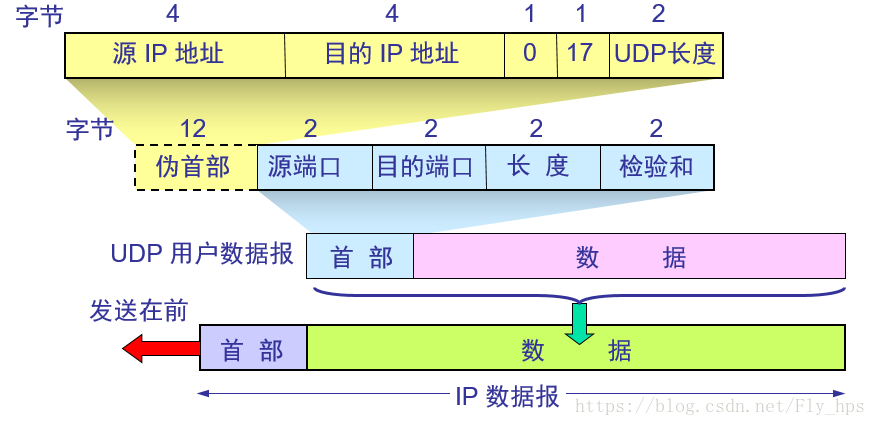 字节 4 4 1 1 2
源 IP 地址 目的 IP 地址 0 17 UDP长度
字节 12 2 2 2 2
伪首部 源端口 目的端口 长 度 检验和
UDP 用户数据报 首 部 数 据
发送在前
首 部 数 据
IP 数据报
https://blog.csdn.net/Fly_hps